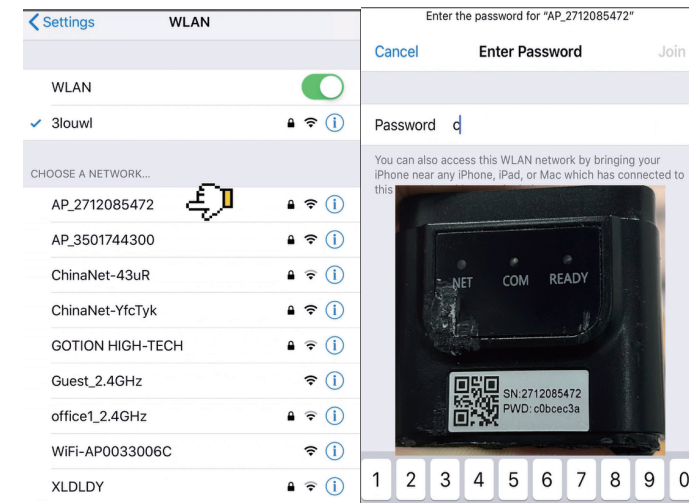 Settings
WLAN
WLAN
3louwl
CHOOSE A NETWORK...
AP_2712085472
AP_3501744300
ChinaNet-43uR
ChinaNet-YfcTyk
GOTION HIGH-TECH
Guest_2.4GHz
office1_2.4GHz
WiFi-AP0033006C
XLDLDY
Enter the password for “AP_2712085472”
Cancel
Enter Password
Join
Password c
You can also access this WLAN network by bringing your
iPhone near any iPhone, iPad, or Mac which has connected to
this
NET COM READY
SN:2712085472
PWD: c0bcec3a
1 2 3 4 5 6 7 8 9 0